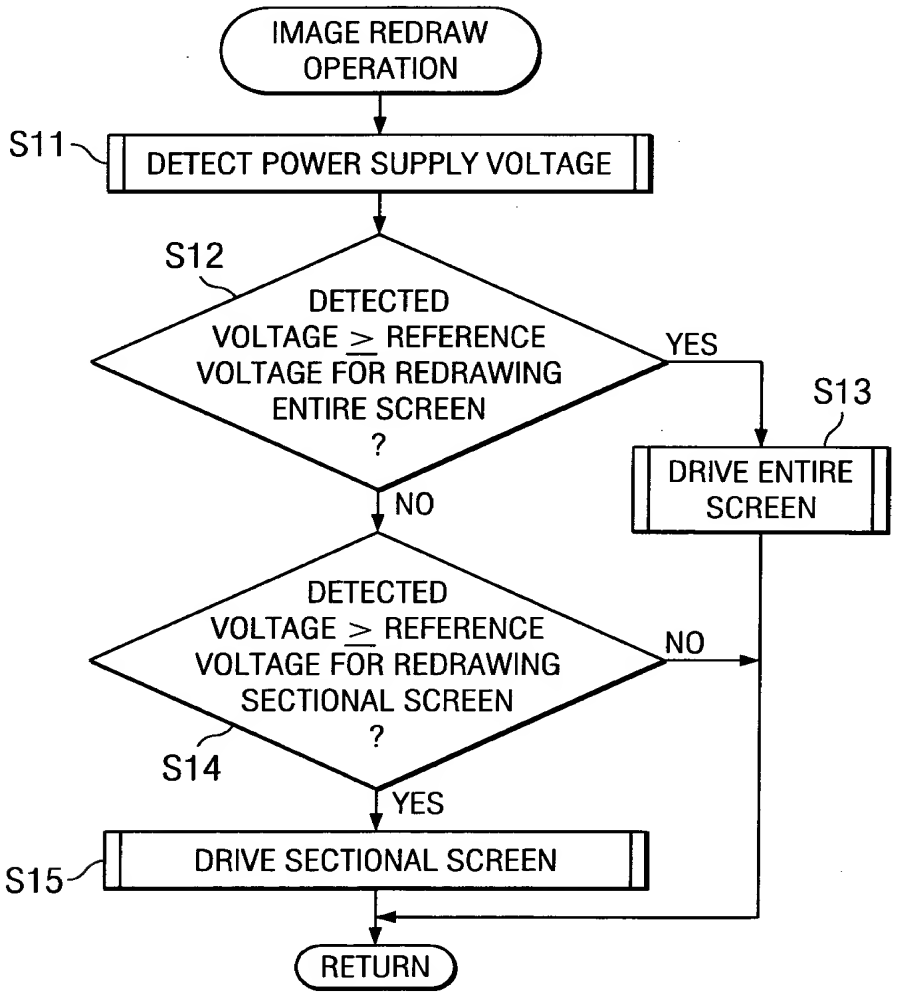 IMAGE REDRAW
OPERATION
S11
DETECT POWER SUPPLY VOLTAGE
S12
DETECTED
VOLTAGE ≥ REFERENCE
VOLTAGE FOR REDRAWING
ENTIRE SCREEN
?
YES
S13
DRIVE ENTIRE
SCREEN
NO
DETECTED
VOLTAGE ≥ REFERENCE
VOLTAGE FOR REDRAWING
SECTIONAL SCREEN
?
NO
S14
YES
S15
DRIVE SECTIONAL SCREEN
RETURN